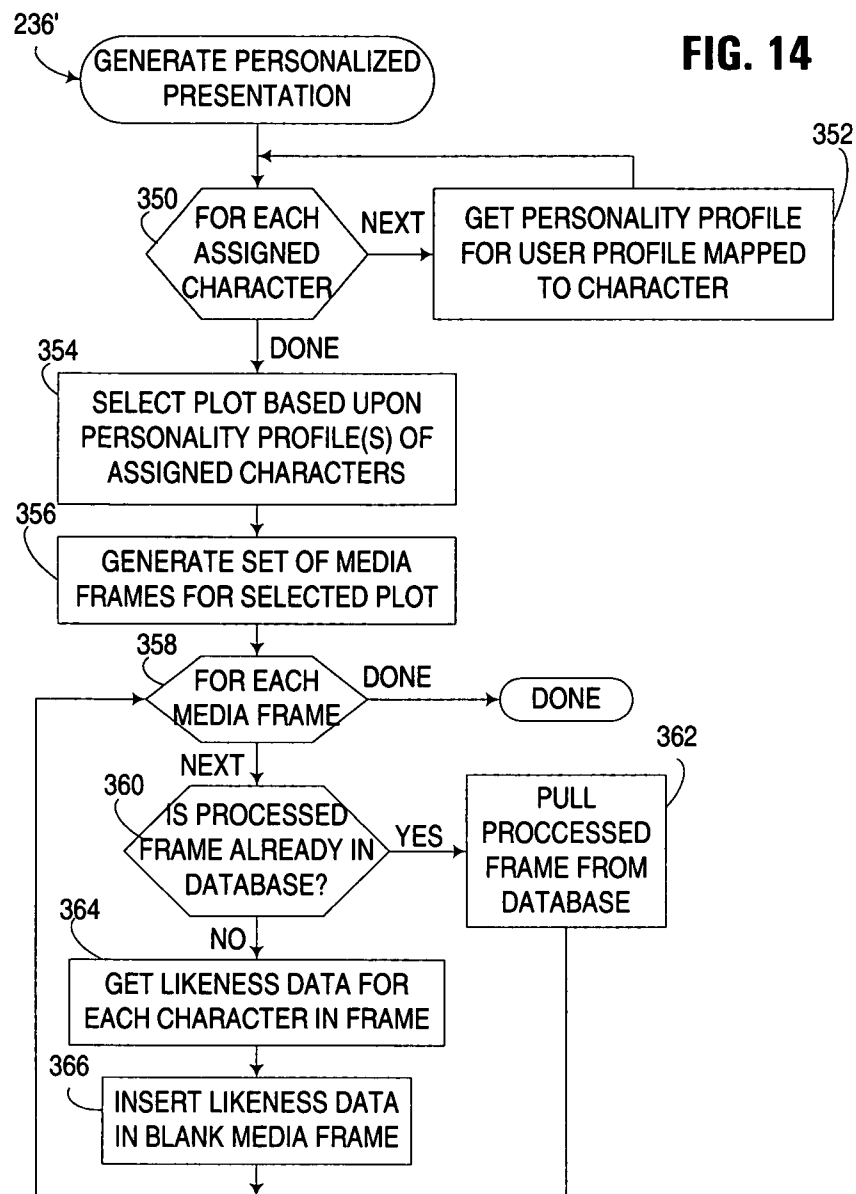 236'
GENERATE PERSONALIZED
PRESENTATION
FIG. 14
352
350
FOR EACH
ASSIGNED
CHARACTER
NEXT
GET PERSONALITY PROFILE
FOR USER PROFILE MAPPED
TO CHARACTER
DONE
354
SELECT PLOT BASED UPON
PERSONALITY PROFILE(S) OF
ASSIGNED CHARACTERS
356
GENERATE SET OF MEDIA
FRAMES FOR SELECTED PLOT
358
FOR EACH
MEDIA FRAME
DONE
DONE
NEXT
362
360
IS PROCESSED
FRAME ALREADY IN
DATABASE?
YES
PULL
PROCCESSED
FRAME FROM
DATABASE
NO
364
GET LIKENESS DATA FOR
EACH CHARACTER IN FRAME
366
INSERT LIKENESS DATA
IN BLANK MEDIA FRAME